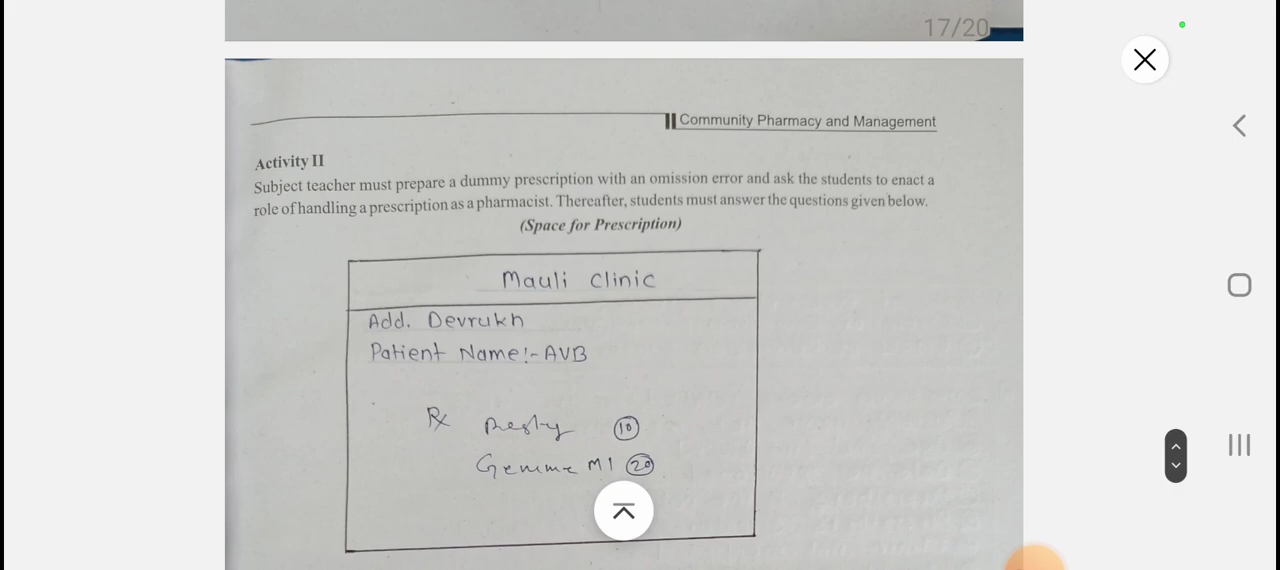 17/20
Community Pharmacy and Management
Activity II
Subject teacher must prepare a dummy prescription with an omission error and ask the students to enact a
role of handling a prescription as a pharmacist. Thereafter, students must answer the questions given below.
(Space for Prescription)
Mauli Clinic
Add. Devrukh
Patient Name:- AVB
Rx 10
M1 20